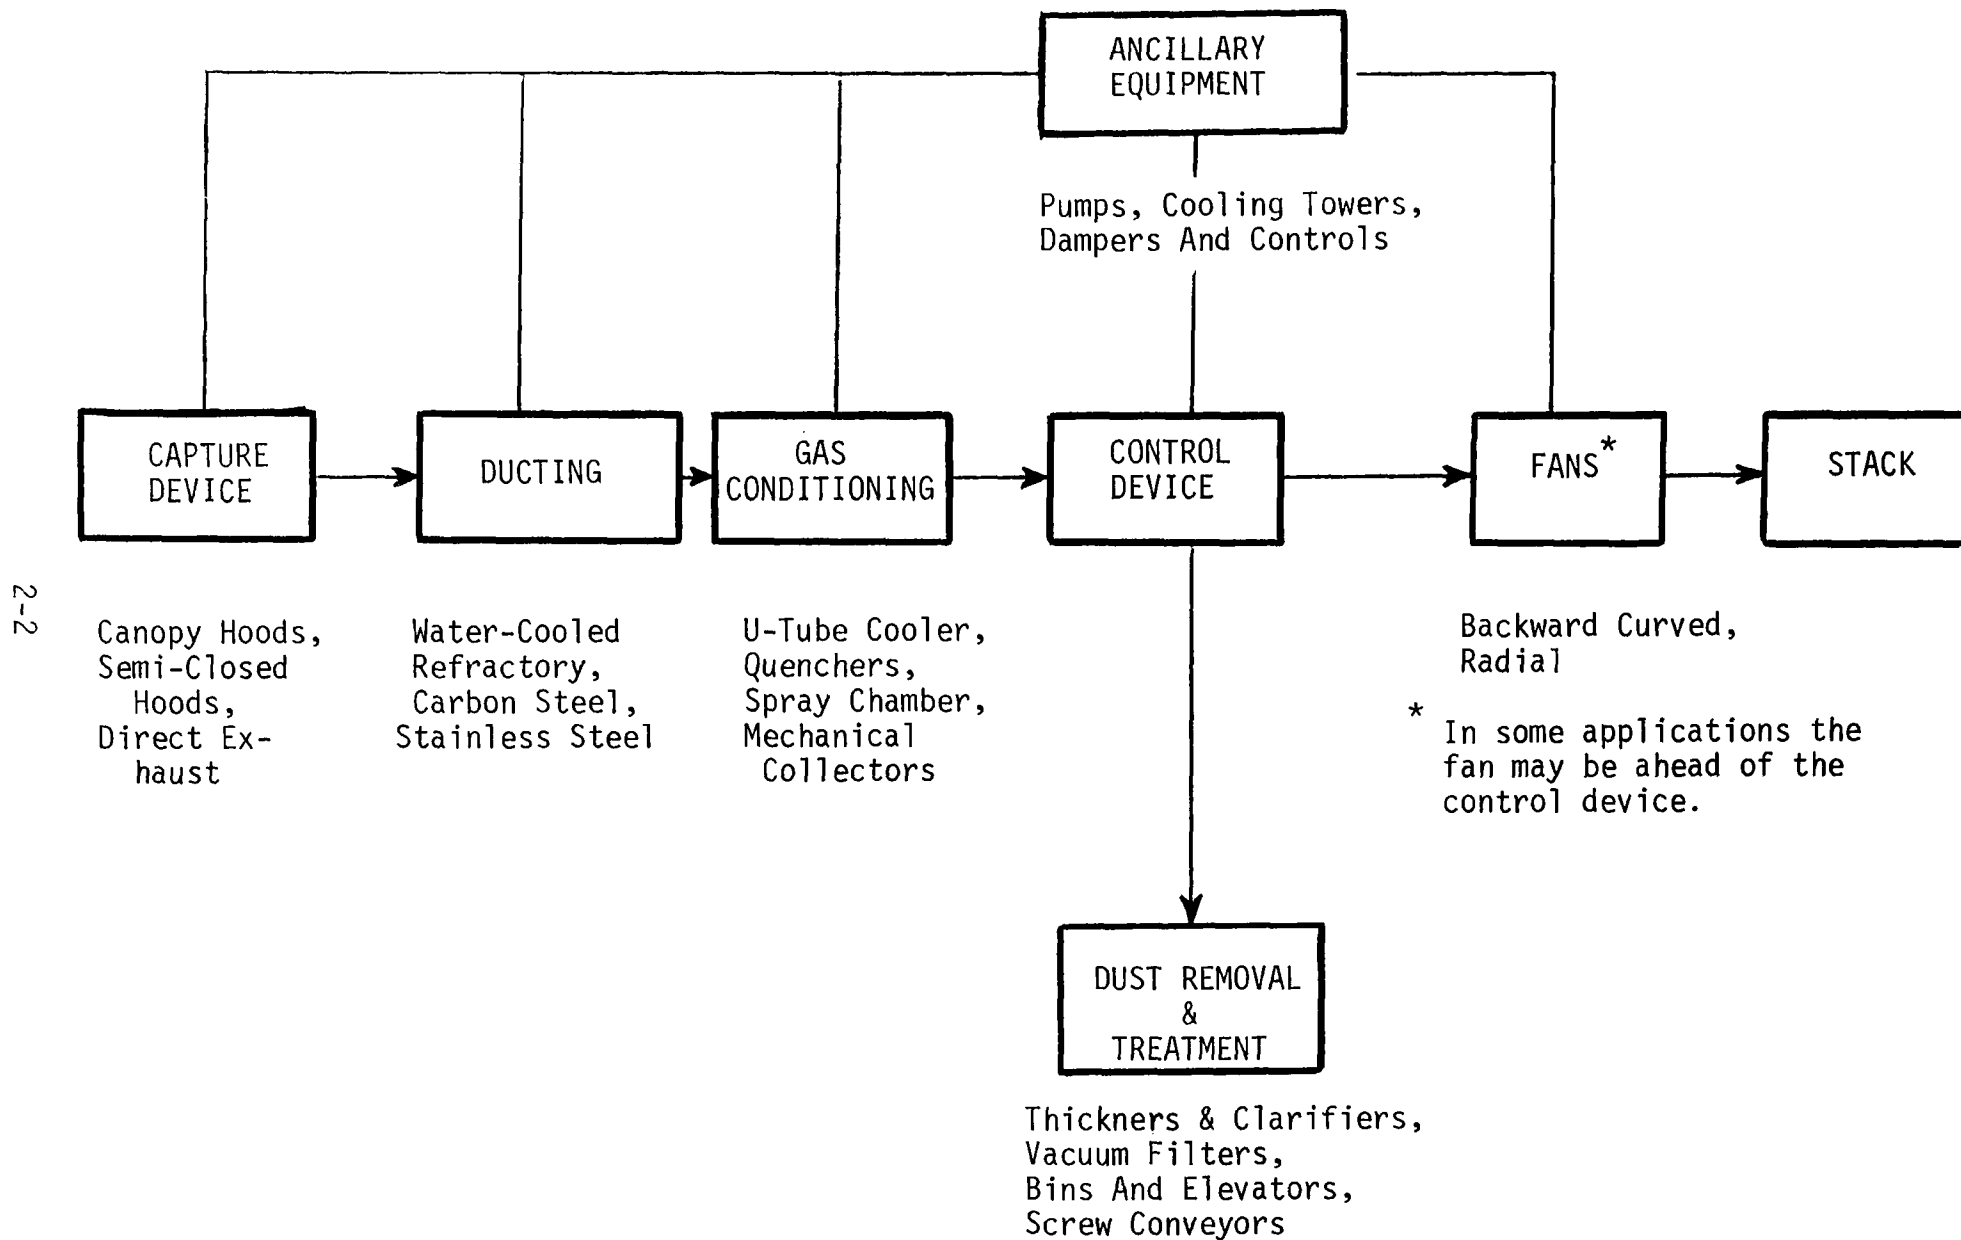 ANCILLARY
EQUIPMENT
Pumps, Cooling Towers,
Dampers And Controls
CAPTURE
DEVICE
DUCTING
GAS
CONDITIONING
CONTROL
DEVICE
FANS*
STACK
2-2
Canopy Hoods,
Semi-Closed
Hoods,
Direct Ex-
haust
Water-Cooled
Refractory,
Carbon Steel,
Stainless Steel
U-Tube Cooler,
Quenchers,
Spray Chamber,
Mechanical
Collectors
Backward Curved,
Radial
* In some applications the
fan may be ahead of the
control device.
DUST REMOVAL
&
TREATMENT
Thickners & Clarifiers,
Vacuum Filters,
Bins And Elevators,
Screw Conveyors